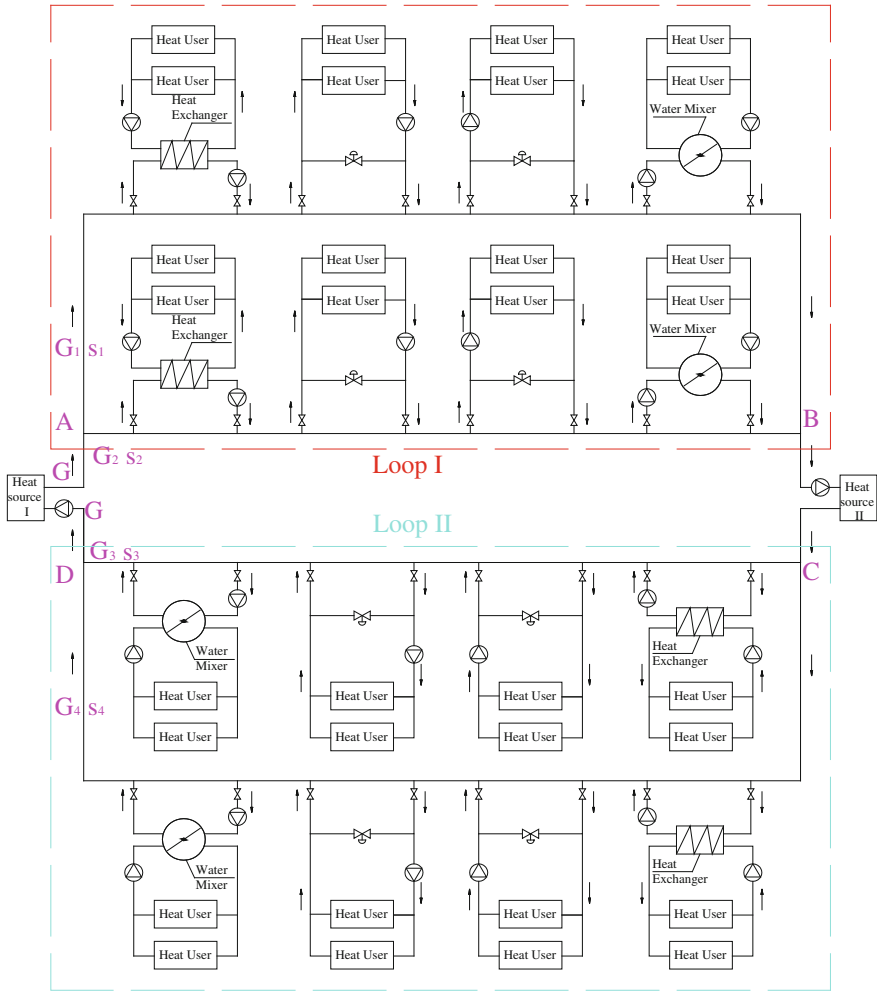 Heat User
Heat User
Heat User
Heat User
Heat User
Heat User
Heat User
Heat User
Heat
Exchanger
Water Mixer
Heat User
Heat User
Heat User
Heat User
Heat User
Heat User
Heat User
Heat User
Heat
Exchanger
Water Mixer
G1 S1
A
B
G2 S2
Loop I
G
Heat
source
I
Heat
source
II
G
Loop II
G3 S3
D
C
Water
Mixer
Heat
Exchanger
G4 S4
Heat User
Heat User
Heat User
Heat User
Heat User
Heat User
Heat User
Heat User
Water
Mixer
Heat
Exchanger
Heat User
Heat User
Heat User
Heat User
Heat User
Heat User
Heat User
Heat User